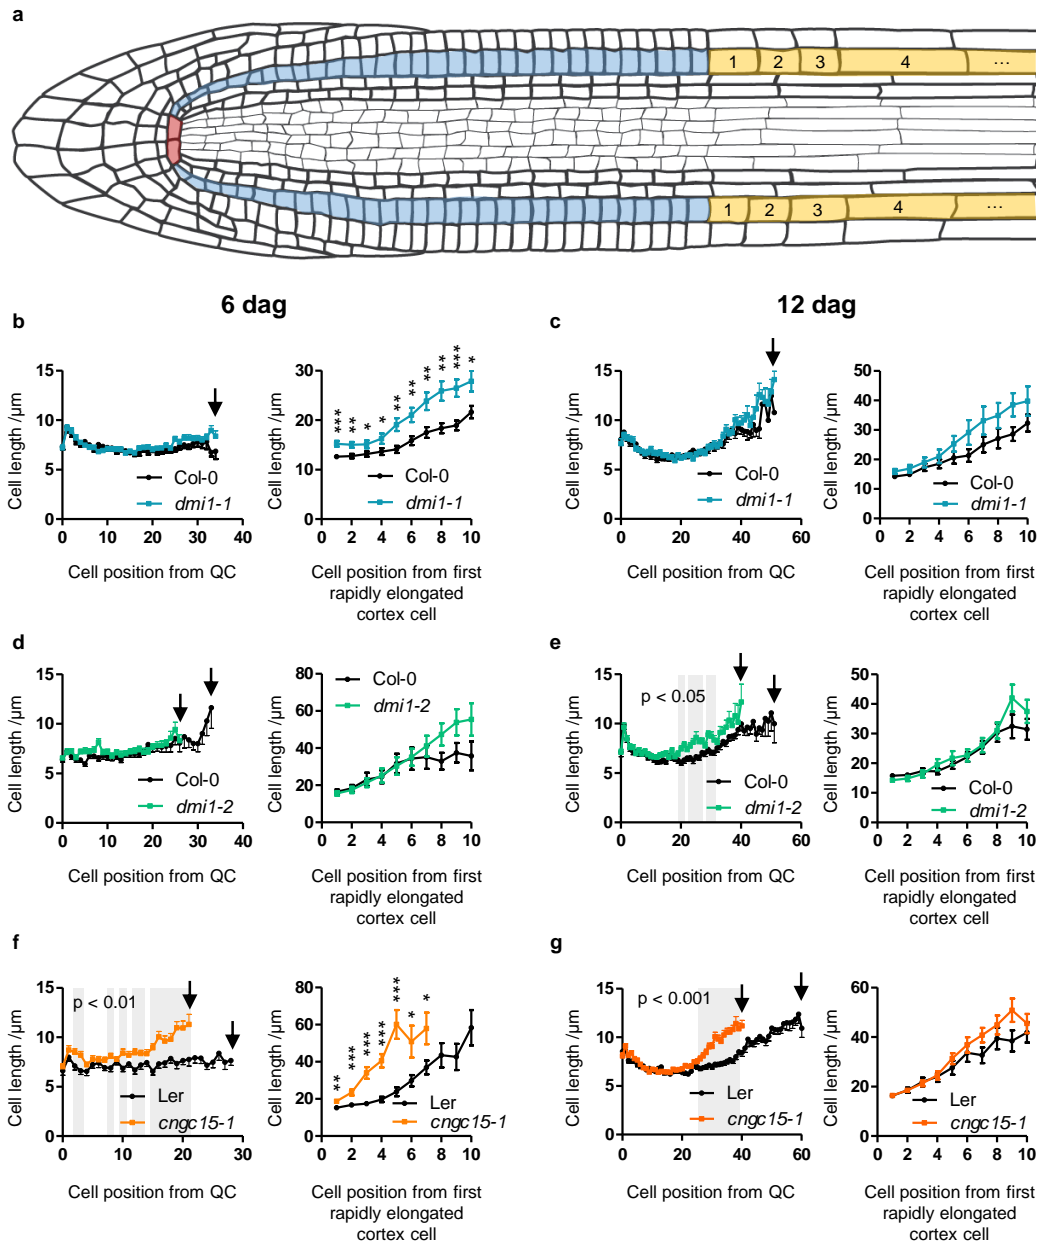 a
1 2 3 4 ...
1 2 3 4 ...
6 dag
12 dag
b
15
10
5
0
Cell length /µm
0 10 20 30 40
Cell position from QC
Col-0
dmi1-1
30
20
10
0
Cell length /µm
*** ** * * ** ** ** ** *** *
0 2 4 6 8 10
Cell position from first
rapidly elongated
cortex cell
Col-0
dmi1-1
c
15
10
5
0
Cell length /µm
0 20 40 60
Cell position from QC
Col-0
dmi1-1
50
40
30
20
10
0
Cell length /µm
0 2 4 6 8 10
Cell position from first
rapidly elongated
cortex cell
Col-0
dmi1-1
d
15
10
5
0
Cell length /µm
0 10 20 30 40
Cell position from QC
Col-0
dmi1-2
80
60
40
20
0
Cell length /µm
0 2 4 6 8 10
Cell position from first
rapidly elongated
cortex cell
Col-0
dmi1-2
e
15
10
5
0
Cell length /µm
p < 0.05
0 20 40 60
Cell position from QC
Col-0
dmi1-2
50
40
30
20
10
0
Cell length /µm
0 2 4 6 8 10
Cell position from first
rapidly elongated
cortex cell
Col-0
dmi1-2
f
15
10
5
0
Cell length /µm
p < 0.01
0 10 20 30
Cell position from QC
Ler
cngc15-1
80
60
40
20
0
Cell length /µm
** *** *** *** *** * *
0 2 4 6 8 10
Cell position from first
rapidly elongated
cortex cell
Ler
cngc15-1
g
15
10
5
0
Cell length /µm
p < 0.001
0 20 40 60
Cell position from QC
Ler
cngc15-1
60
40
20
0
Cell length /µm
0 2 4 6 8 10
Cell position from first
rapidly elongated
cortex cell
Ler
cngc15-1